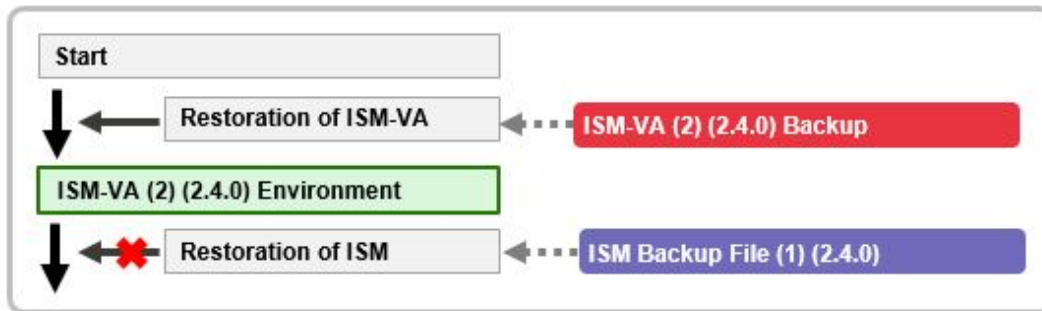 Start
Restoration of ISM-VA
ISM-VA (2) (2.4.0) Backup
ISM-VA (2) (2.4.0) Environment
Restoration of ISM
ISM Backup File (1) (2.4.0)